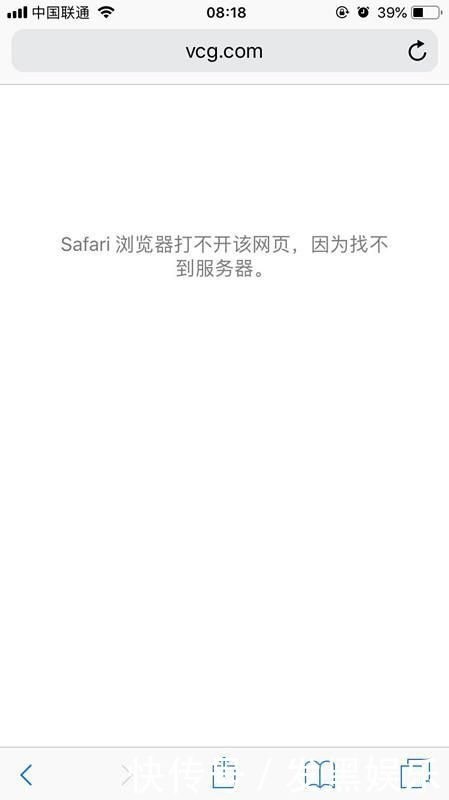 中国联通
08:18
39%
vcg.com
Safari 浏览器打不开该网页，因为找不
到服务器。
快传号 / 发黑娱乐